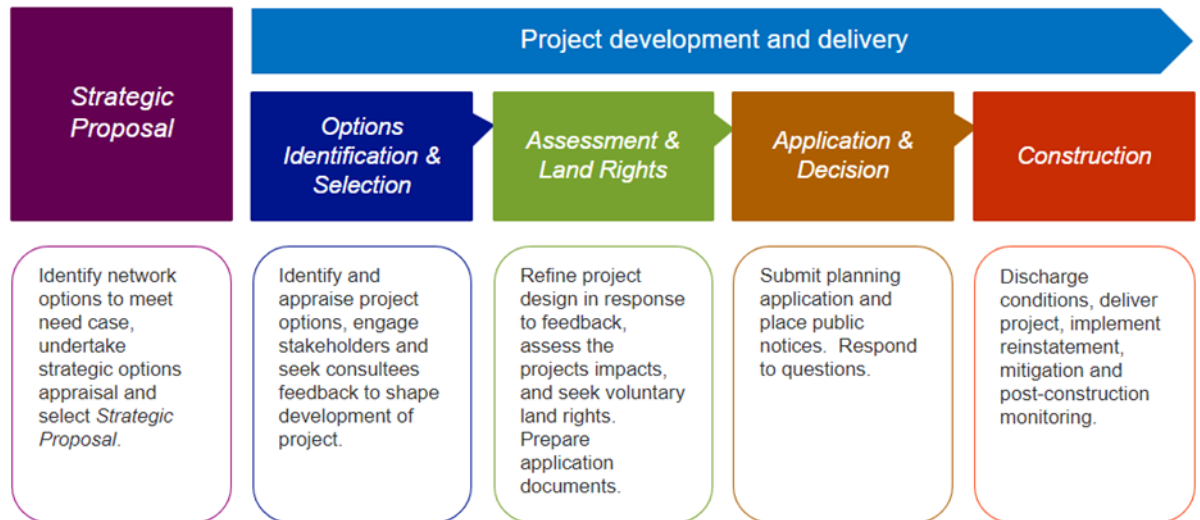 Project development and delivery
Strategic
Proposal
Options
Identification &
Selection
Assessment &
Land Rights
Application &
Decision
Construction
Identify network
options to meet
need case,
undertake
strategic options
appraisal and
select Strategic
Proposal.
Identify and
appraise project
options, engage
stakeholders and
seek consultees
feedback to shape
development of
project.
Refine project
design in response
to feedback,
assess the
projects impacts,
and seek voluntary
land rights.
Prepare
application
documents.
Submit planning
application and
place public
notices.  Respond
to questions.
Discharge
conditions, deliver
project, implement
reinstatement,
mitigation and
post-construction
monitoring.